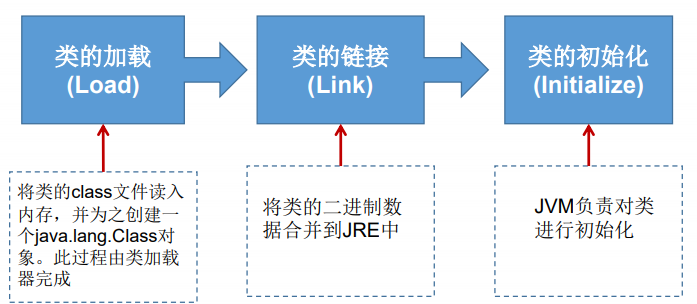 类的加载
(Load)
类的链接
(Link)
类的初始化
(Initialize)
将类的class文件读入
内存，并为之创建一
个java.lang.Class对
象。此过程由类加载
器完成
将类的二进制数
据合并到JRE中
JVM负责对类
进行初始化